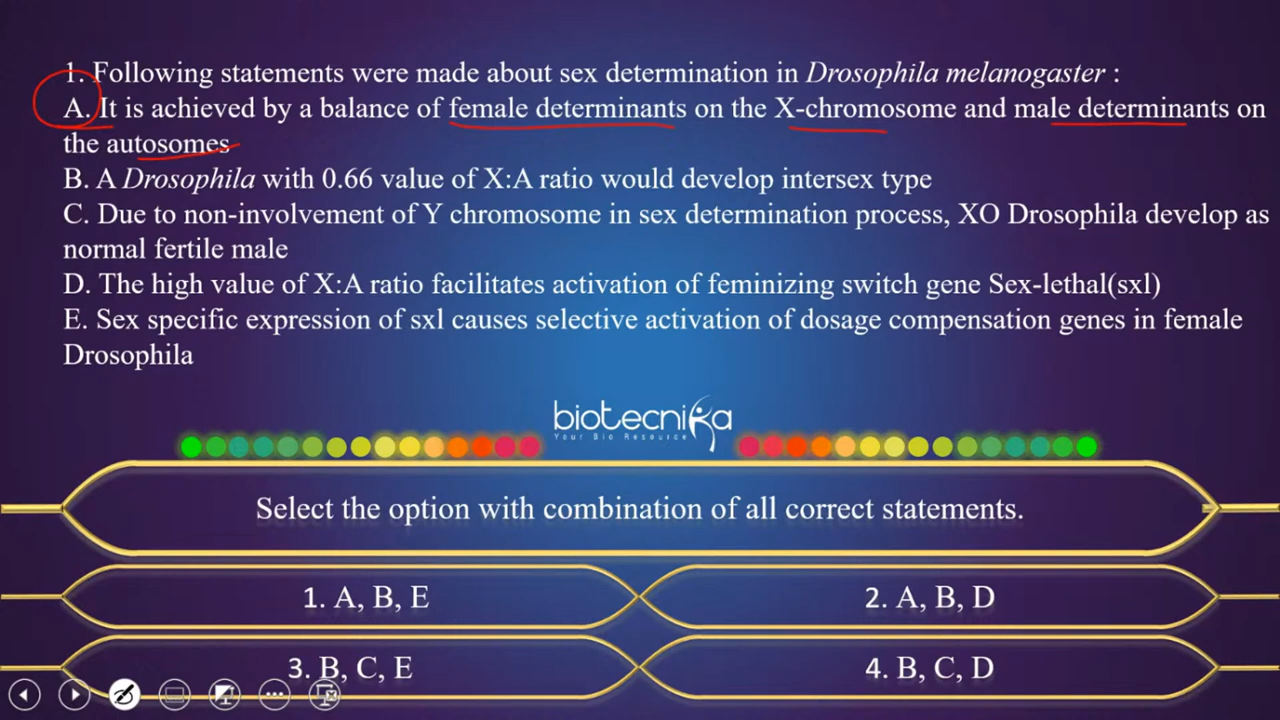 1. Following statements were made about sex determination in Drosophila melanogaster :
A. It is achieved by a balance of female determinants on the X-chromosome and male determinants on
the autosomes
B. A Drosophila with 0.66 value of X:A ratio would develop intersex type
C. Due to non-involvement of Y chromosome in sex determination process, XO Drosophila develop as
normal fertile male
D. The high value of X:A ratio facilitates activation of feminizing switch gene Sex-lethal(sxl)
E. Sex specific expression of sxl causes selective activation of dosage compensation genes in female
Drosophila
biotecnika
Your Bio Resource
Select the option with combination of all correct statements.
1. A, B, E
2. A, B, D
3. B, C, E
4. B, C, D